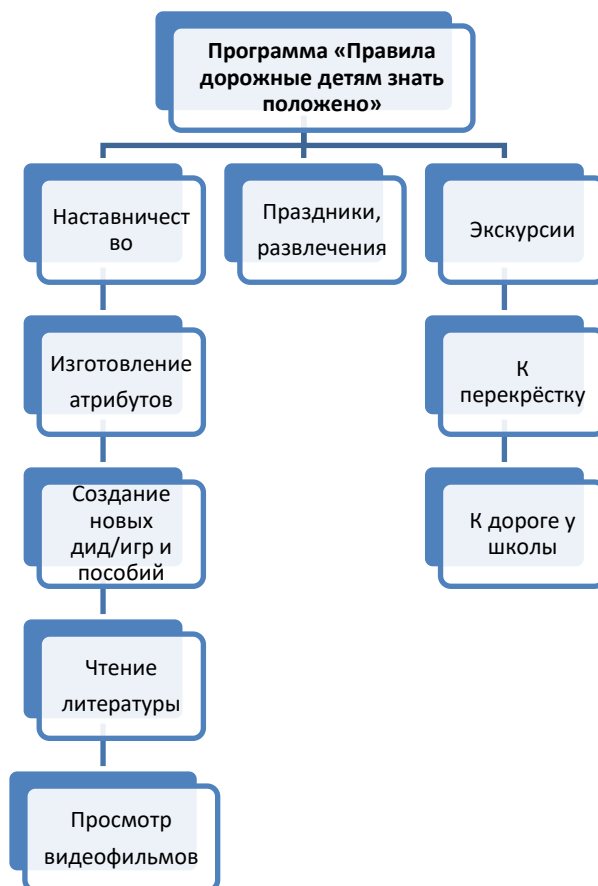 Программа «Правила
дорожные детям знать
положено»
Наставничест
во
Праздники,
развлечения
Экскурсии
Изготовление
атрибутов
К
перекрёстку
Создание
новых
дид/игр и
пособий
К дороге у
школы
Чтение
литературы
Просмотр
видеофильмов